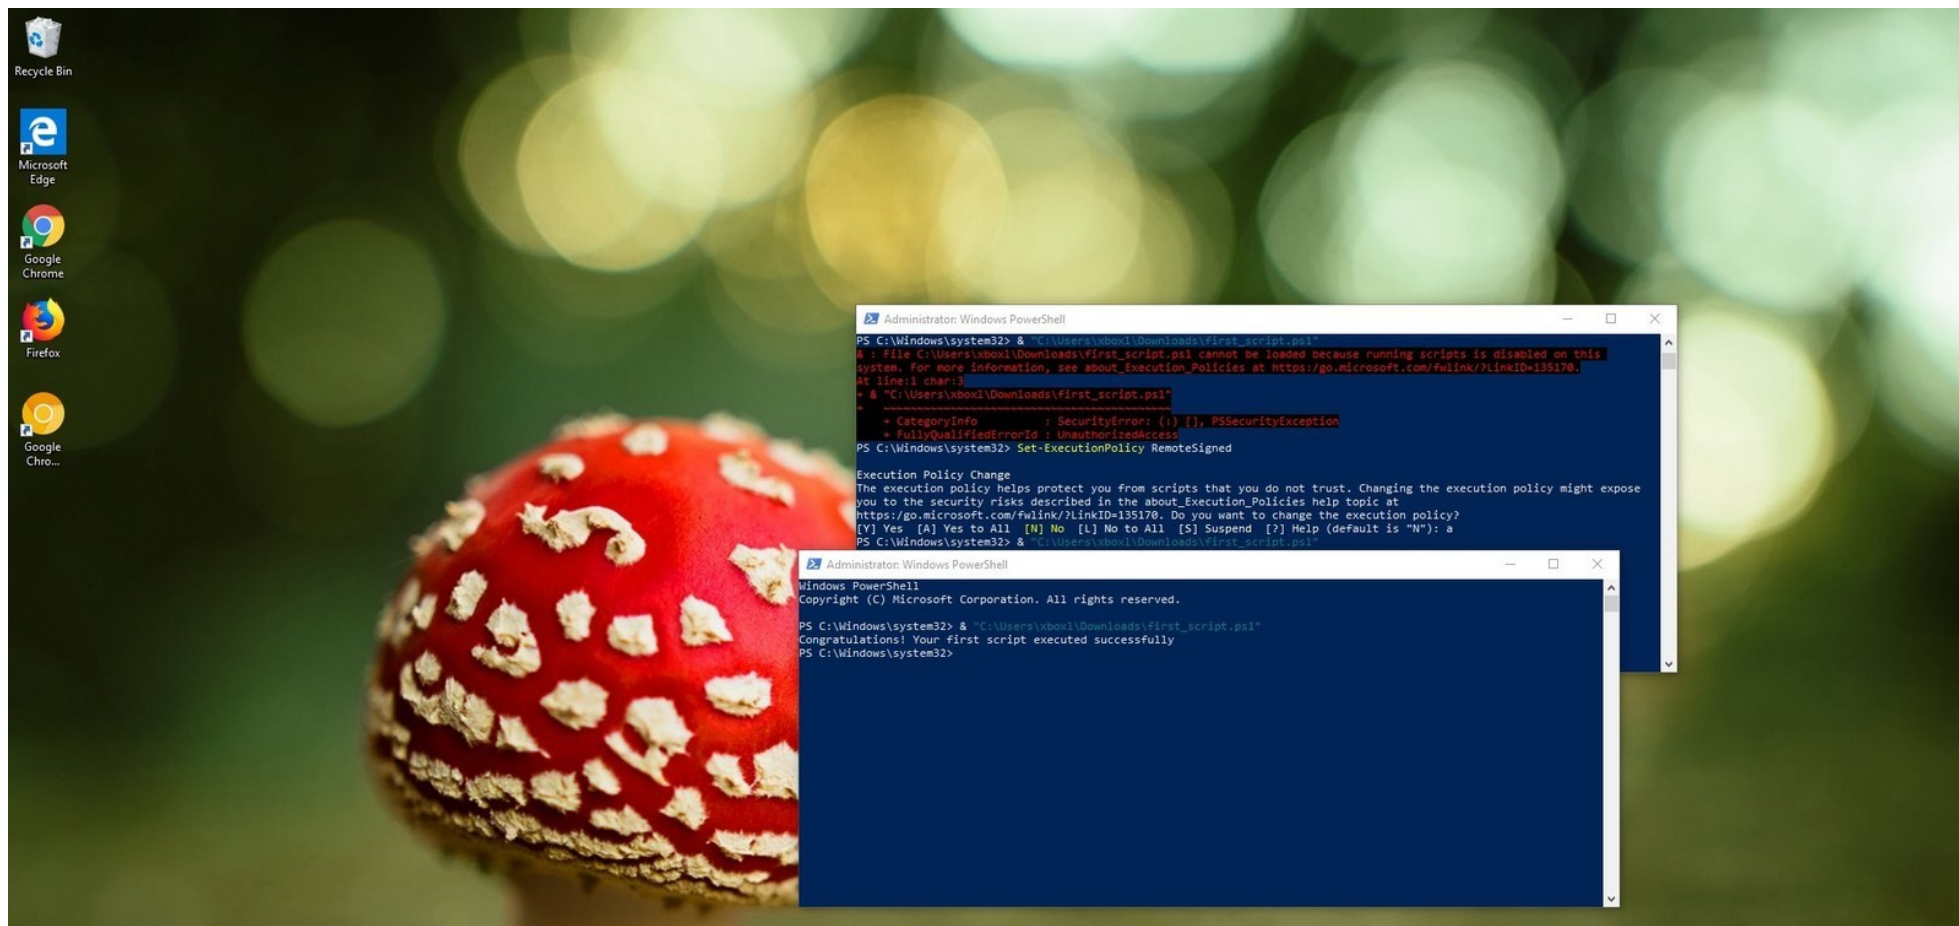 Recycle Bin
Microsoft
Edge
Google
Chrome
Firefox
Google
Chro...
Administrator: Windows PowerShell
PS C:\Windows\system32> & "C:\Users\xbox1\Downloads\first_script.ps1"
& : File C:\Users\xbox1\Downloads\first_script.ps1 cannot be loaded because running scripts is disabled on this
system. For more information, see about_Execution_Policies at https:/go.microsoft.com/fwlink/?LinkID=135170.
At line:1 char:3
+ & "C:\Users\xbox1\Downloads\first_script.ps1"
+   ~~~~~~~~~~~~~~~~~~~~~~~~~~~~~~~~~~~~~~~~~~~
+ CategoryInfo : SecurityError: (:) [], PSSecurityException
+ FullyQualifiedErrorId : UnauthorizedAccess
PS C:\Windows\system32> Set-ExecutionPolicy RemoteSigned
Execution Policy Change
The execution policy helps protect you from scripts that you do not trust. Changing the execution policy might expose
you to the security risks described in the about_Execution_Policies help topic at
https:/go.microsoft.com/fwlink/?LinkID=135170. Do you want to change the execution policy?
[Y] Yes [A] Yes to All [N] No [L] No to All [S] Suspend [?] Help (default is "N"): a
PS C:\Windows\system32> & "C:\Users\xbox1\Downloads\first_script.ps1"
Administrator: Windows PowerShell
Windows PowerShell
Copyright (C) Microsoft Corporation. All rights reserved.
PS C:\Windows\system32> & "C:\Users\xbox1\Downloads\first_script.ps1"
Congratulations! Your first script executed successfully
PS C:\Windows\system32>